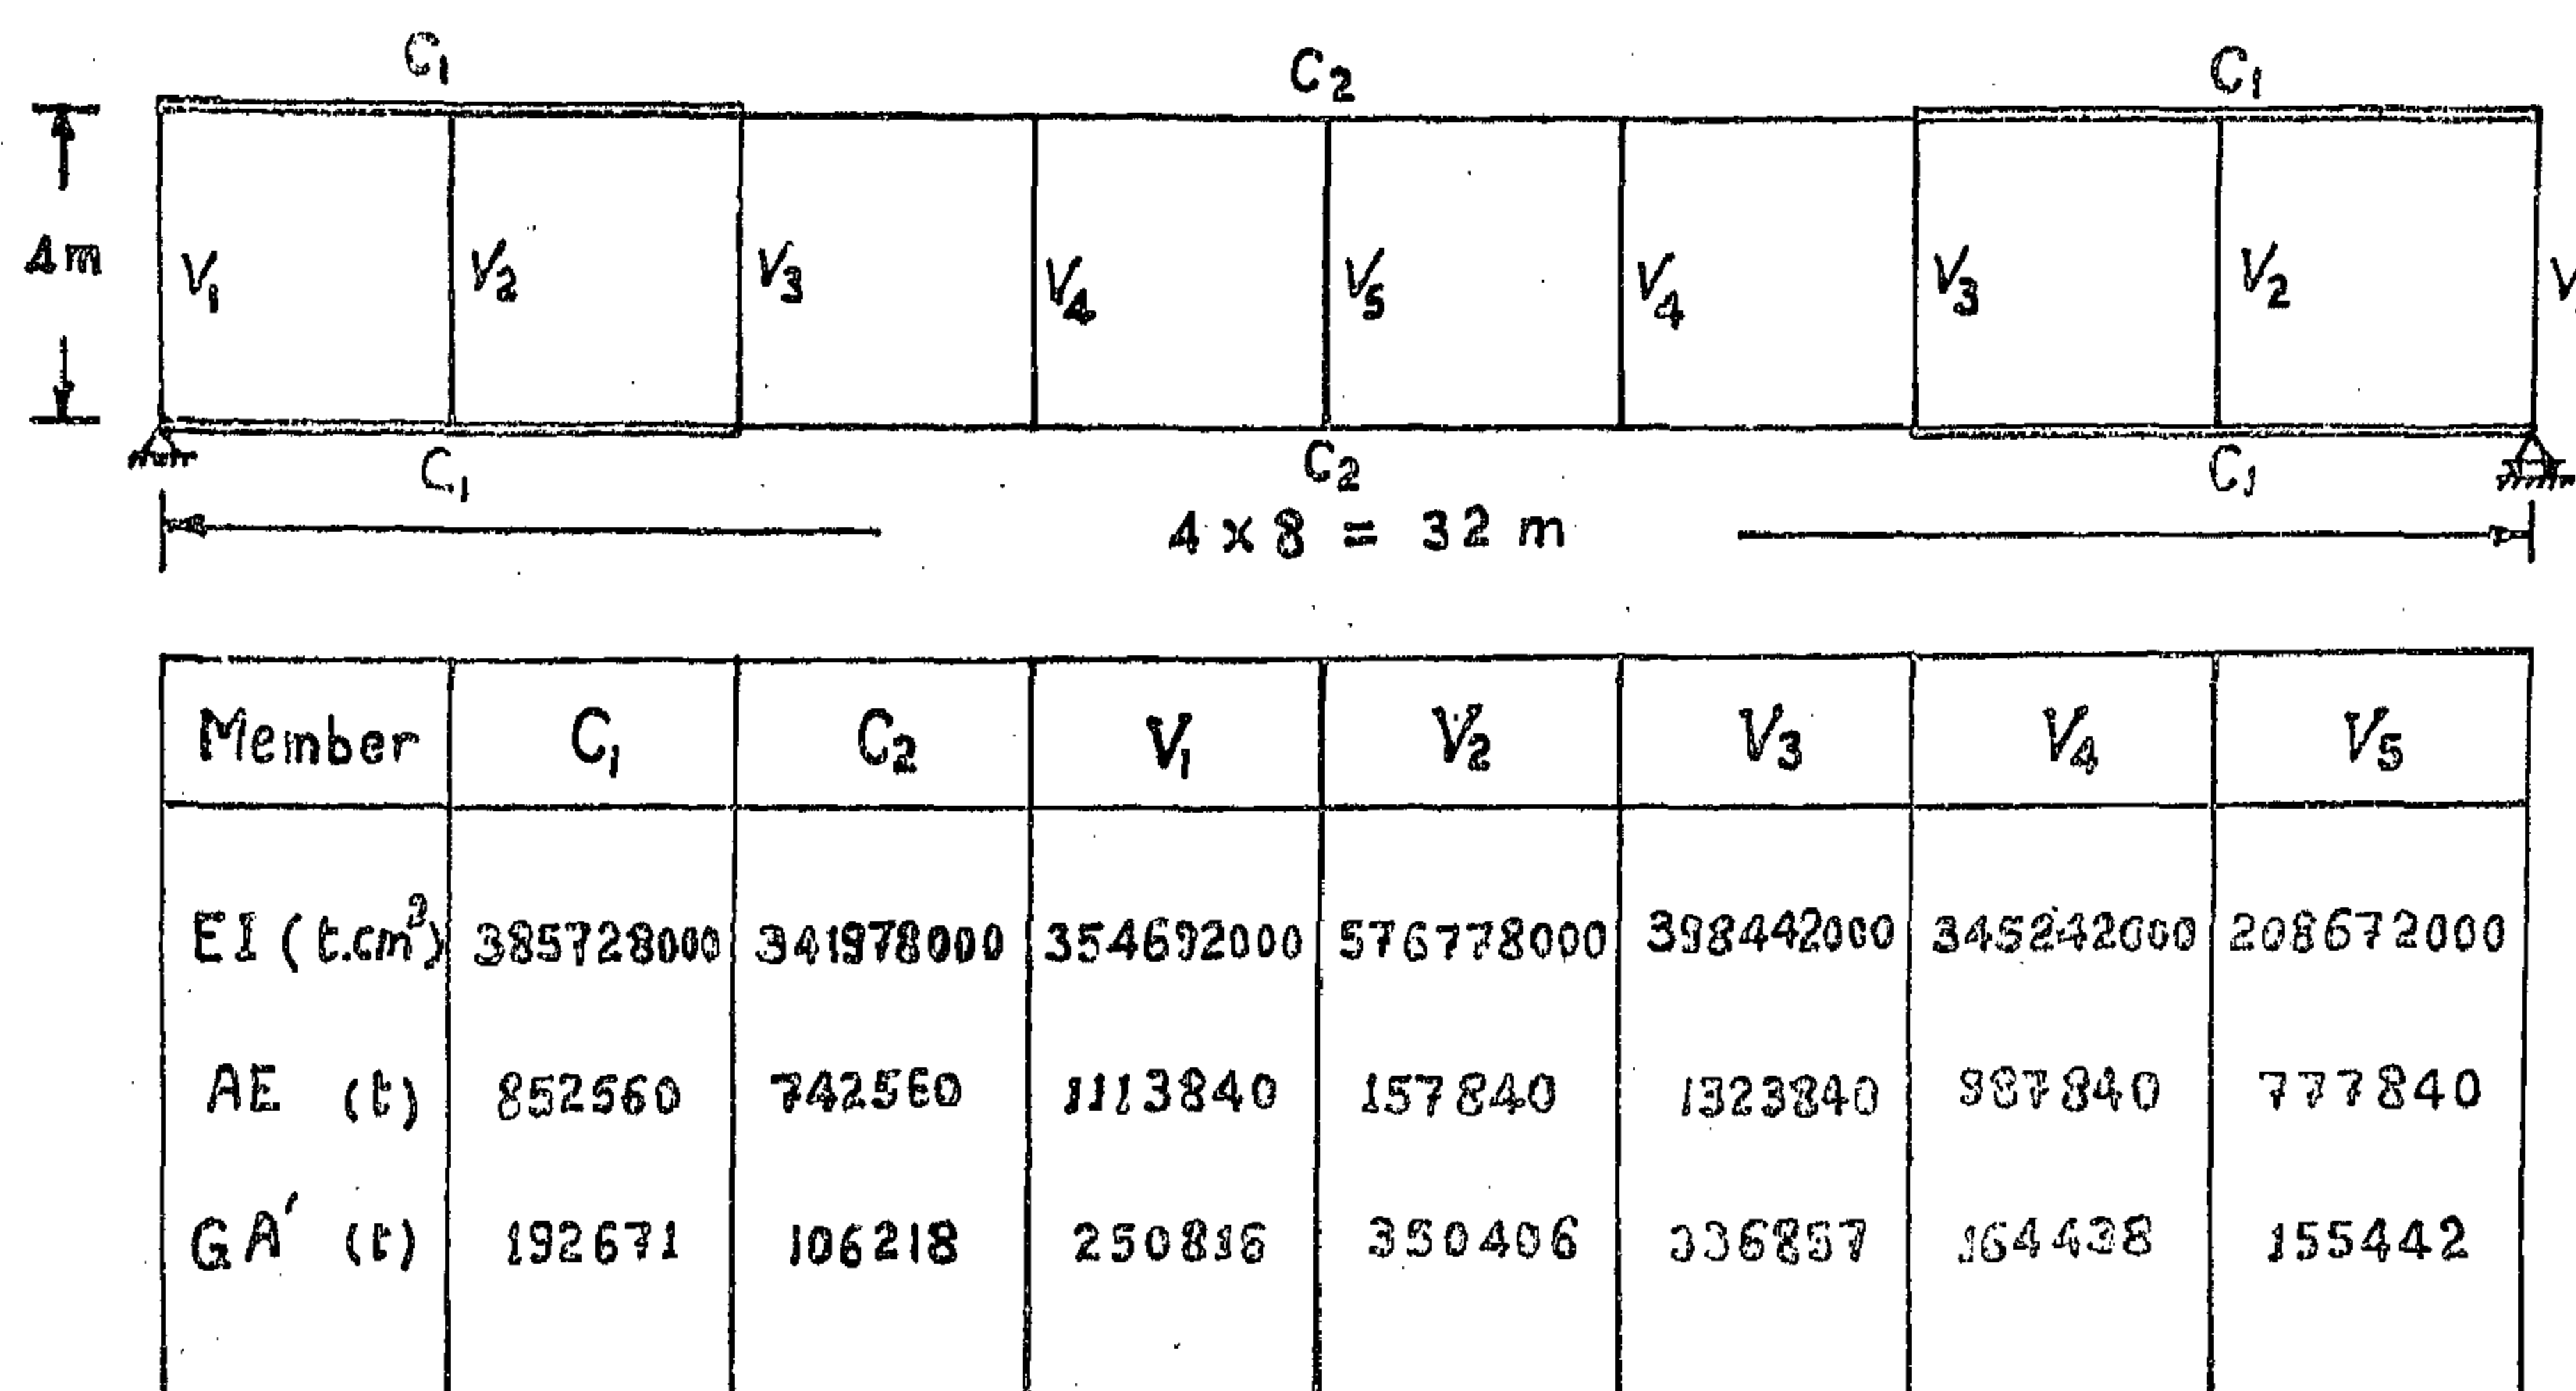 C₁ C₂ C₁
4m V₁ V₂ V₃ V₄ V₅ V₄ V₃ V₂ V
C₁ C₂ C₁
4 x 8 = 32 m
Member C₁ C₂ V₁ V₂ V₃ V₄ V₅
EI (t.cm²) 385728000 341978000 354692000 576778000 398442000 345242000 208672000
AE (t) 852560 742560 1113840 157840 1323840 987840 777840
GA′ (t) 192671 106218 250816 350406 336857 164438 155442